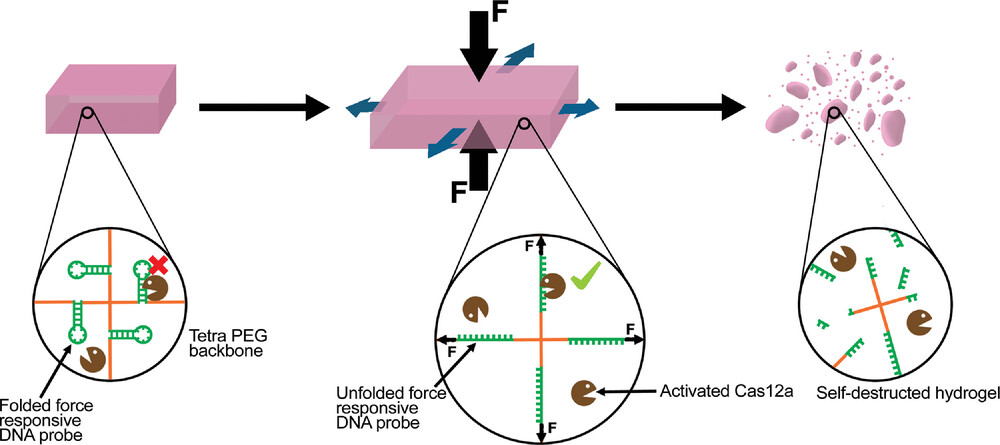 F
F
F
F
F
F
Tetra PEG
backbone
Folded force
responsive
DNA probe
Unfolded force
responsive
DNA probe
Activated Cas12a
Self-destructed hydrogel